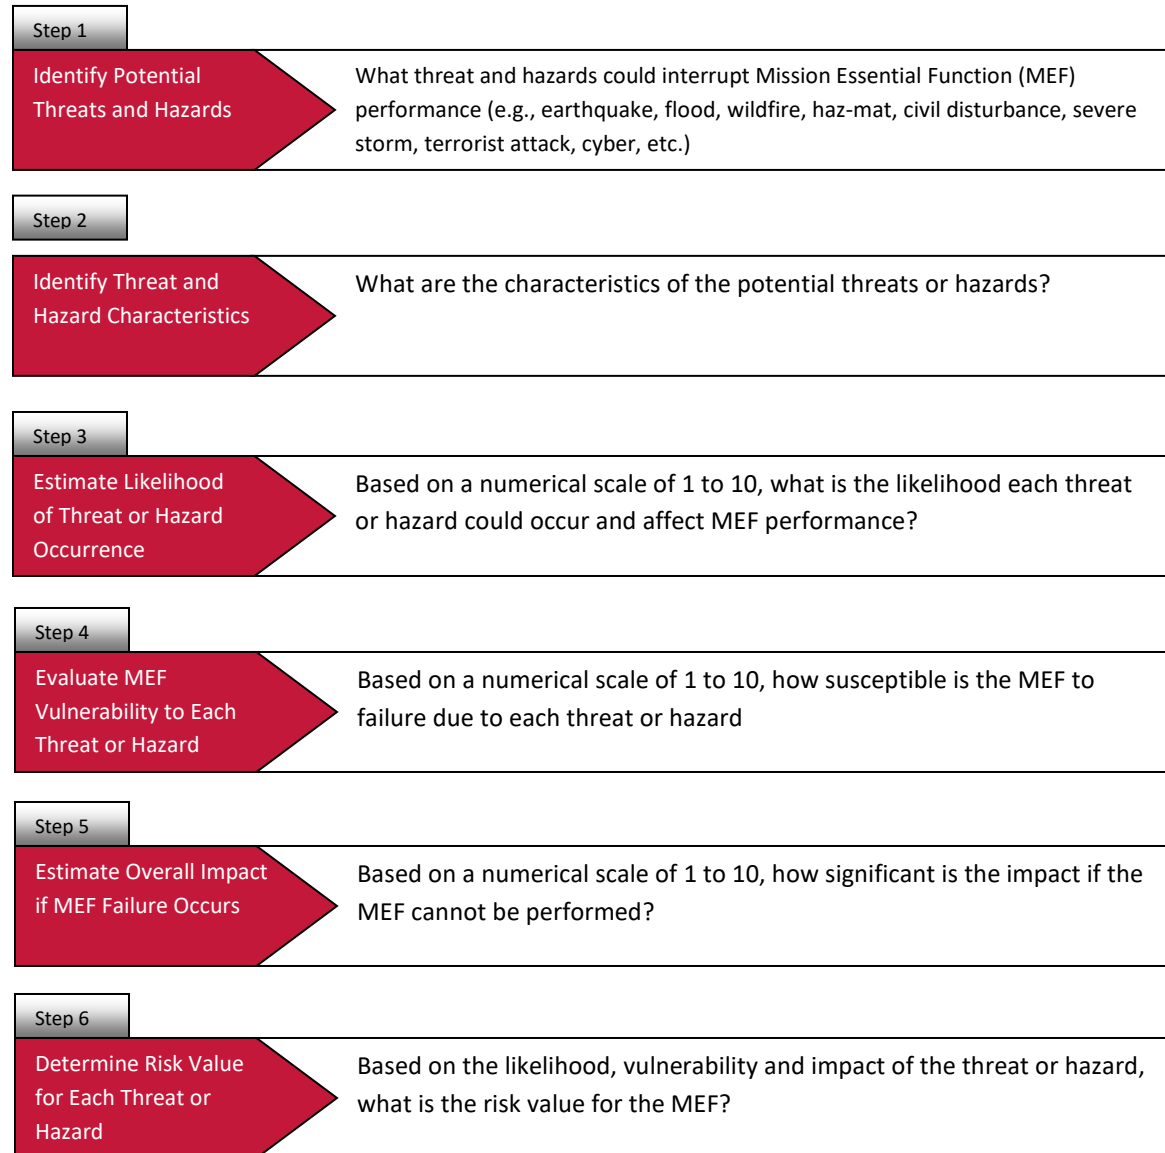 Step 1
Identify Potential
Threats and Hazards
What threat and hazards could interrupt Mission Essential Function (MEF)
performance (e.g., earthquake, flood, wildfire, haz-mat, civil disturbance, severe
storm, terrorist attack, cyber, etc.)
Step 2
Identify Threat and
Hazard Characteristics
What are the characteristics of the potential threats or hazards?
Step 3
Estimate Likelihood
of Threat or Hazard
Occurrence
Based on a numerical scale of 1 to 10, what is the likelihood each threat
or hazard could occur and affect MEF performance?
Step 4
Evaluate MEF
Vulnerability to Each
Threat or Hazard
Based on a numerical scale of 1 to 10, how susceptible is the MEF to
failure due to each threat or hazard
Step 5
Estimate Overall Impact
if MEF Failure Occurs
Based on a numerical scale of 1 to 10, how significant is the impact if the
MEF cannot be performed?
Step 6
Determine Risk Value
for Each Threat or
Hazard
Based on the likelihood, vulnerability and impact of the threat or hazard,
what is the risk value for the MEF?